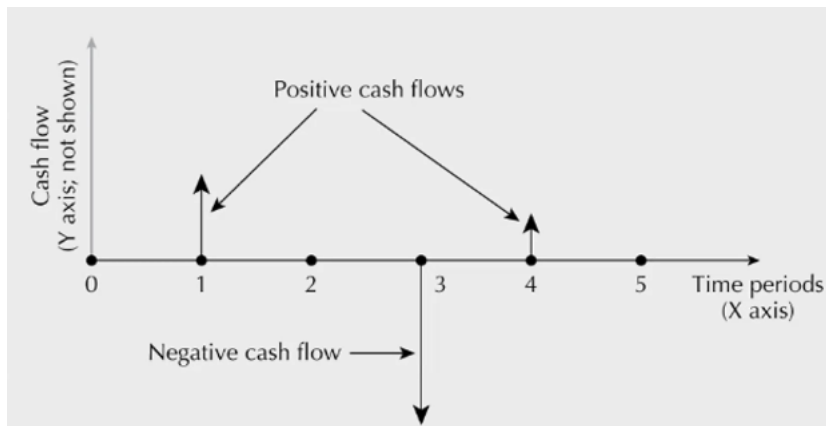 Positive cash flows
Cash flow
(Y axis; not shown)
0 1 2 3 4 5 Time periods
(X axis)
Negative cash flow